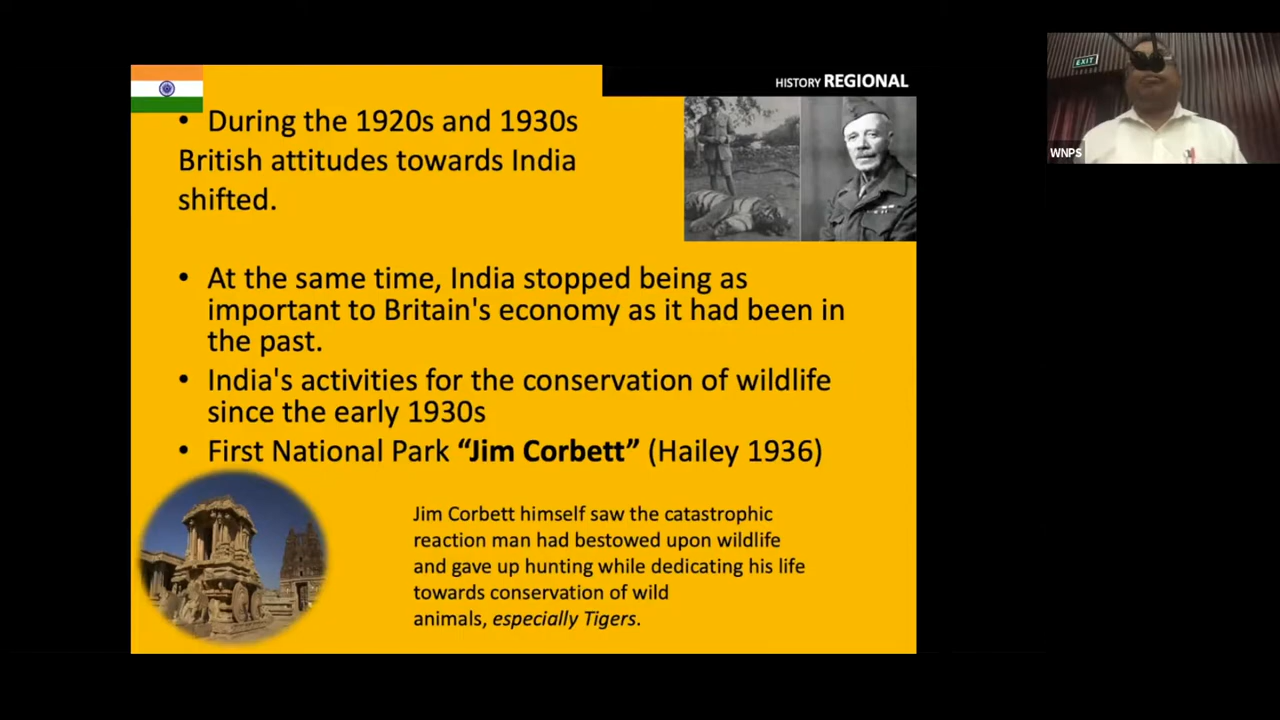 HISTORY REGIONAL
• During the 1920s and 1930s
British attitudes towards India
shifted.
• At the same time, India stopped being as
important to Britain's economy as it had been in
the past.
• India's activities for the conservation of wildlife
since the early 1930s
• First National Park “Jim Corbett” (Hailey 1936)
Jim Corbett himself saw the catastrophic
reaction man had bestowed upon wildlife
and gave up hunting while dedicating his life
towards conservation of wild
animals, especially Tigers.
EXIT
WNPS